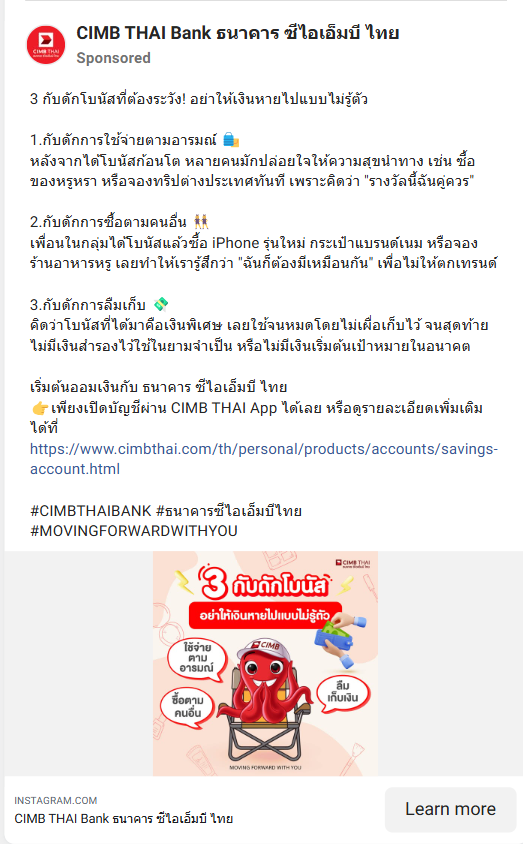 CIMB THAI Bank ธนาคาร ซีไอเอ็มบี ไทย
Sponsored
3 กับดักโบนัสที่ต้องระวัง! อย่าให้เงินหายไปแบบไม่รู้ตัว
1.กับดักการใช้จ่ายตามอารมณ์ 🛍️
หลังจากได้โบนัสก้อนโต หลายคนมักปล่อยใจให้ความสุขนำทาง เช่น ซื้อ
ของหรูหรา หรือจองทริปต่างประเทศทันที เพราะคิดว่า "รางวัลนี้ฉันคู่ควร"
2.กับดักการซื้อตามคนอื่น 👯
เพื่อนในกลุ่มได้โบนัสแล้วซื้อ iPhone รุ่นใหม่ กระเป๋าแบรนด์เนม หรือจอง
ร้านอาหารหรู เลยทำให้เรารู้สึกว่า "ฉันก็ต้องมีเหมือนกัน" เพื่อไม่ให้ตกเทรนด์
3.กับดักการลืมเก็บ 💸
คิดว่าโบนัสที่ได้มาคือเงินพิเศษ เลยใช้จนหมดโดยไม่เผื่อเก็บไว้ จนสุดท้าย
ไม่มีเงินสำรองไว้ใช้ในยามจำเป็น หรือไม่มีเงินเริ่มต้นเป้าหมายในอนาคต
เริ่มต้นออมเงินกับ ธนาคาร ซีไอเอ็มบี ไทย
👉เพียงเปิดบัญชีผ่าน CIMB THAI App ได้เลย หรือดูรายละเอียดเพิ่มเติม
ได้ที่
https://www.cimbthai.com/th/personal/products/accounts/savings-
account.html
#CIMBTHAIBANK #ธนาคารซีไอเอ็มบีไทย
#MOVINGFORWARDWITHYOU
CIMB THAI
3 กับดักโบนัส
อย่าให้เงินหายไปแบบไม่รู้ตัว
CIMB
ใช้จ่าย
ตาม
อารมณ์
ซื้อตาม
คนอื่น
ลืม
เก็บเงิน
MOVING FORWARD WITH YOU
INSTAGRAM.COM
CIMB THAI Bank ธนาคาร ซีไอเอ็มบี ไทย
Learn more